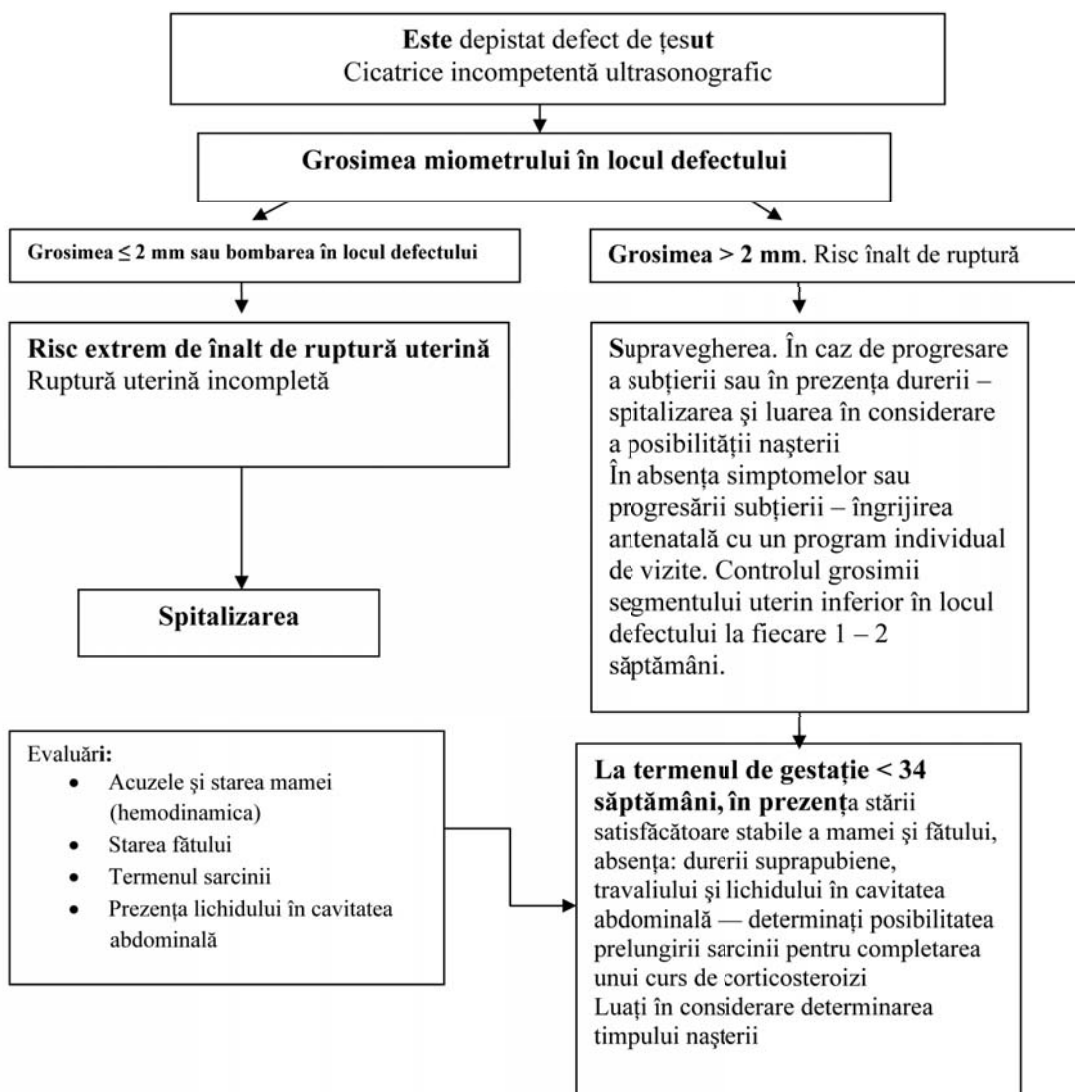 Este depistat defect de țesut
Cicatrice incompetentă ultrasonografic
Grosimea miometrului în locul defectului
Grosimea ≤ 2 mm sau bombarea în locul defectului
Grosimea > 2 mm. Risc înalt de ruptură
Risc extrem de înalt de ruptură uterină
Ruptură uterină incompletă
Supravegherea. În caz de progresare
a subțierii sau în prezența durerii –
spitalizarea şi luarea în considerare
a posibilității naşterii
În absența simptomelor sau
progresării subțierii – îngrijirea
antenatală cu un program individual
de vizite. Controlul grosimii
segmentului uterin inferior în locul
defectului la fiecare 1 – 2
săptămâni.
Spitalizarea
Evaluări:
• Acuzele şi starea mamei
(hemodinamica)
• Starea fătului
• Termenul sarcinii
• Prezența lichidului în cavitatea
abdominală
La termenul de gestație < 34
săptămâni, în prezența stării
satisfăcătoare stabile a mamei şi fătului,
absența: durerii suprapubiene,
travaliului şi lichidului în cavitatea
abdominală — determinați posibilitatea
prelungirii sarcinii pentru completarea
unui curs de corticosteroizi
Luați în considerare determinarea
timpului naşterii